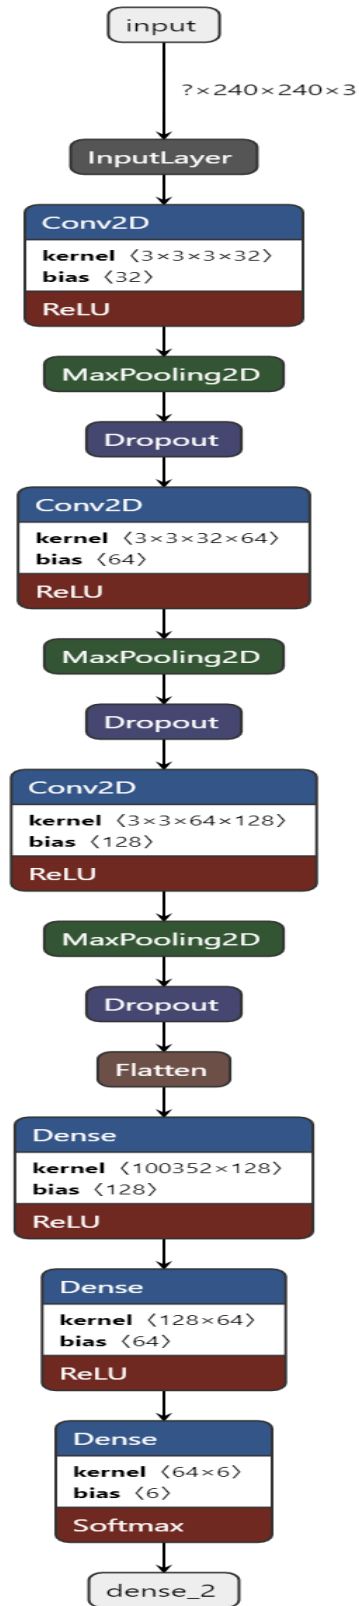 input
?×240×240×3
InputLayer
Conv2D
kernel ⟨3×3×3×32⟩
bias ⟨32⟩
ReLU
MaxPooling2D
Dropout
Conv2D
kernel ⟨3×3×32×64⟩
bias ⟨64⟩
ReLU
MaxPooling2D
Dropout
Conv2D
kernel ⟨3×3×64×128⟩
bias ⟨128⟩
ReLU
MaxPooling2D
Dropout
Flatten
Dense
kernel ⟨100352×128⟩
bias ⟨128⟩
ReLU
Dense
kernel ⟨128×64⟩
bias ⟨64⟩
ReLU
Dense
kernel ⟨64×6⟩
bias ⟨6⟩
Softmax
dense_2